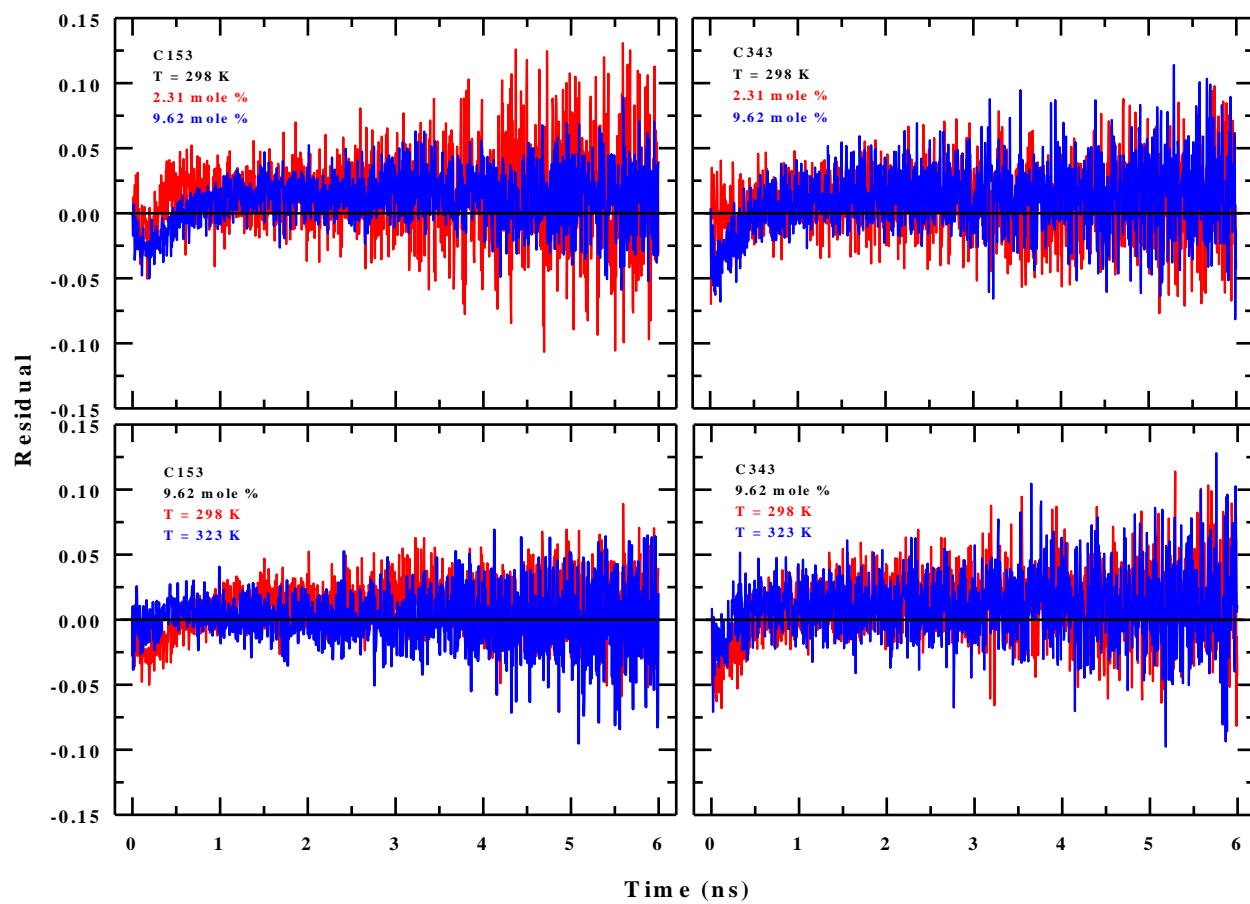 0.15
0.10
0.05
0.00
-0.05
-0.10
-0.15
C153
T = 298 K
2.31 mole %
9.62 mole %
C343
T = 298 K
2.31 mole %
9.62 mole %
Residual
0.15
0.10
0.05
0.00
-0.05
-0.10
-0.15
C153
9.62 mole %
T = 298 K
T = 323 K
C343
9.62 mole %
T = 298 K
T = 323 K
0 1 2 3 4 5 6
0 1 2 3 4 5 6
Time (ns)